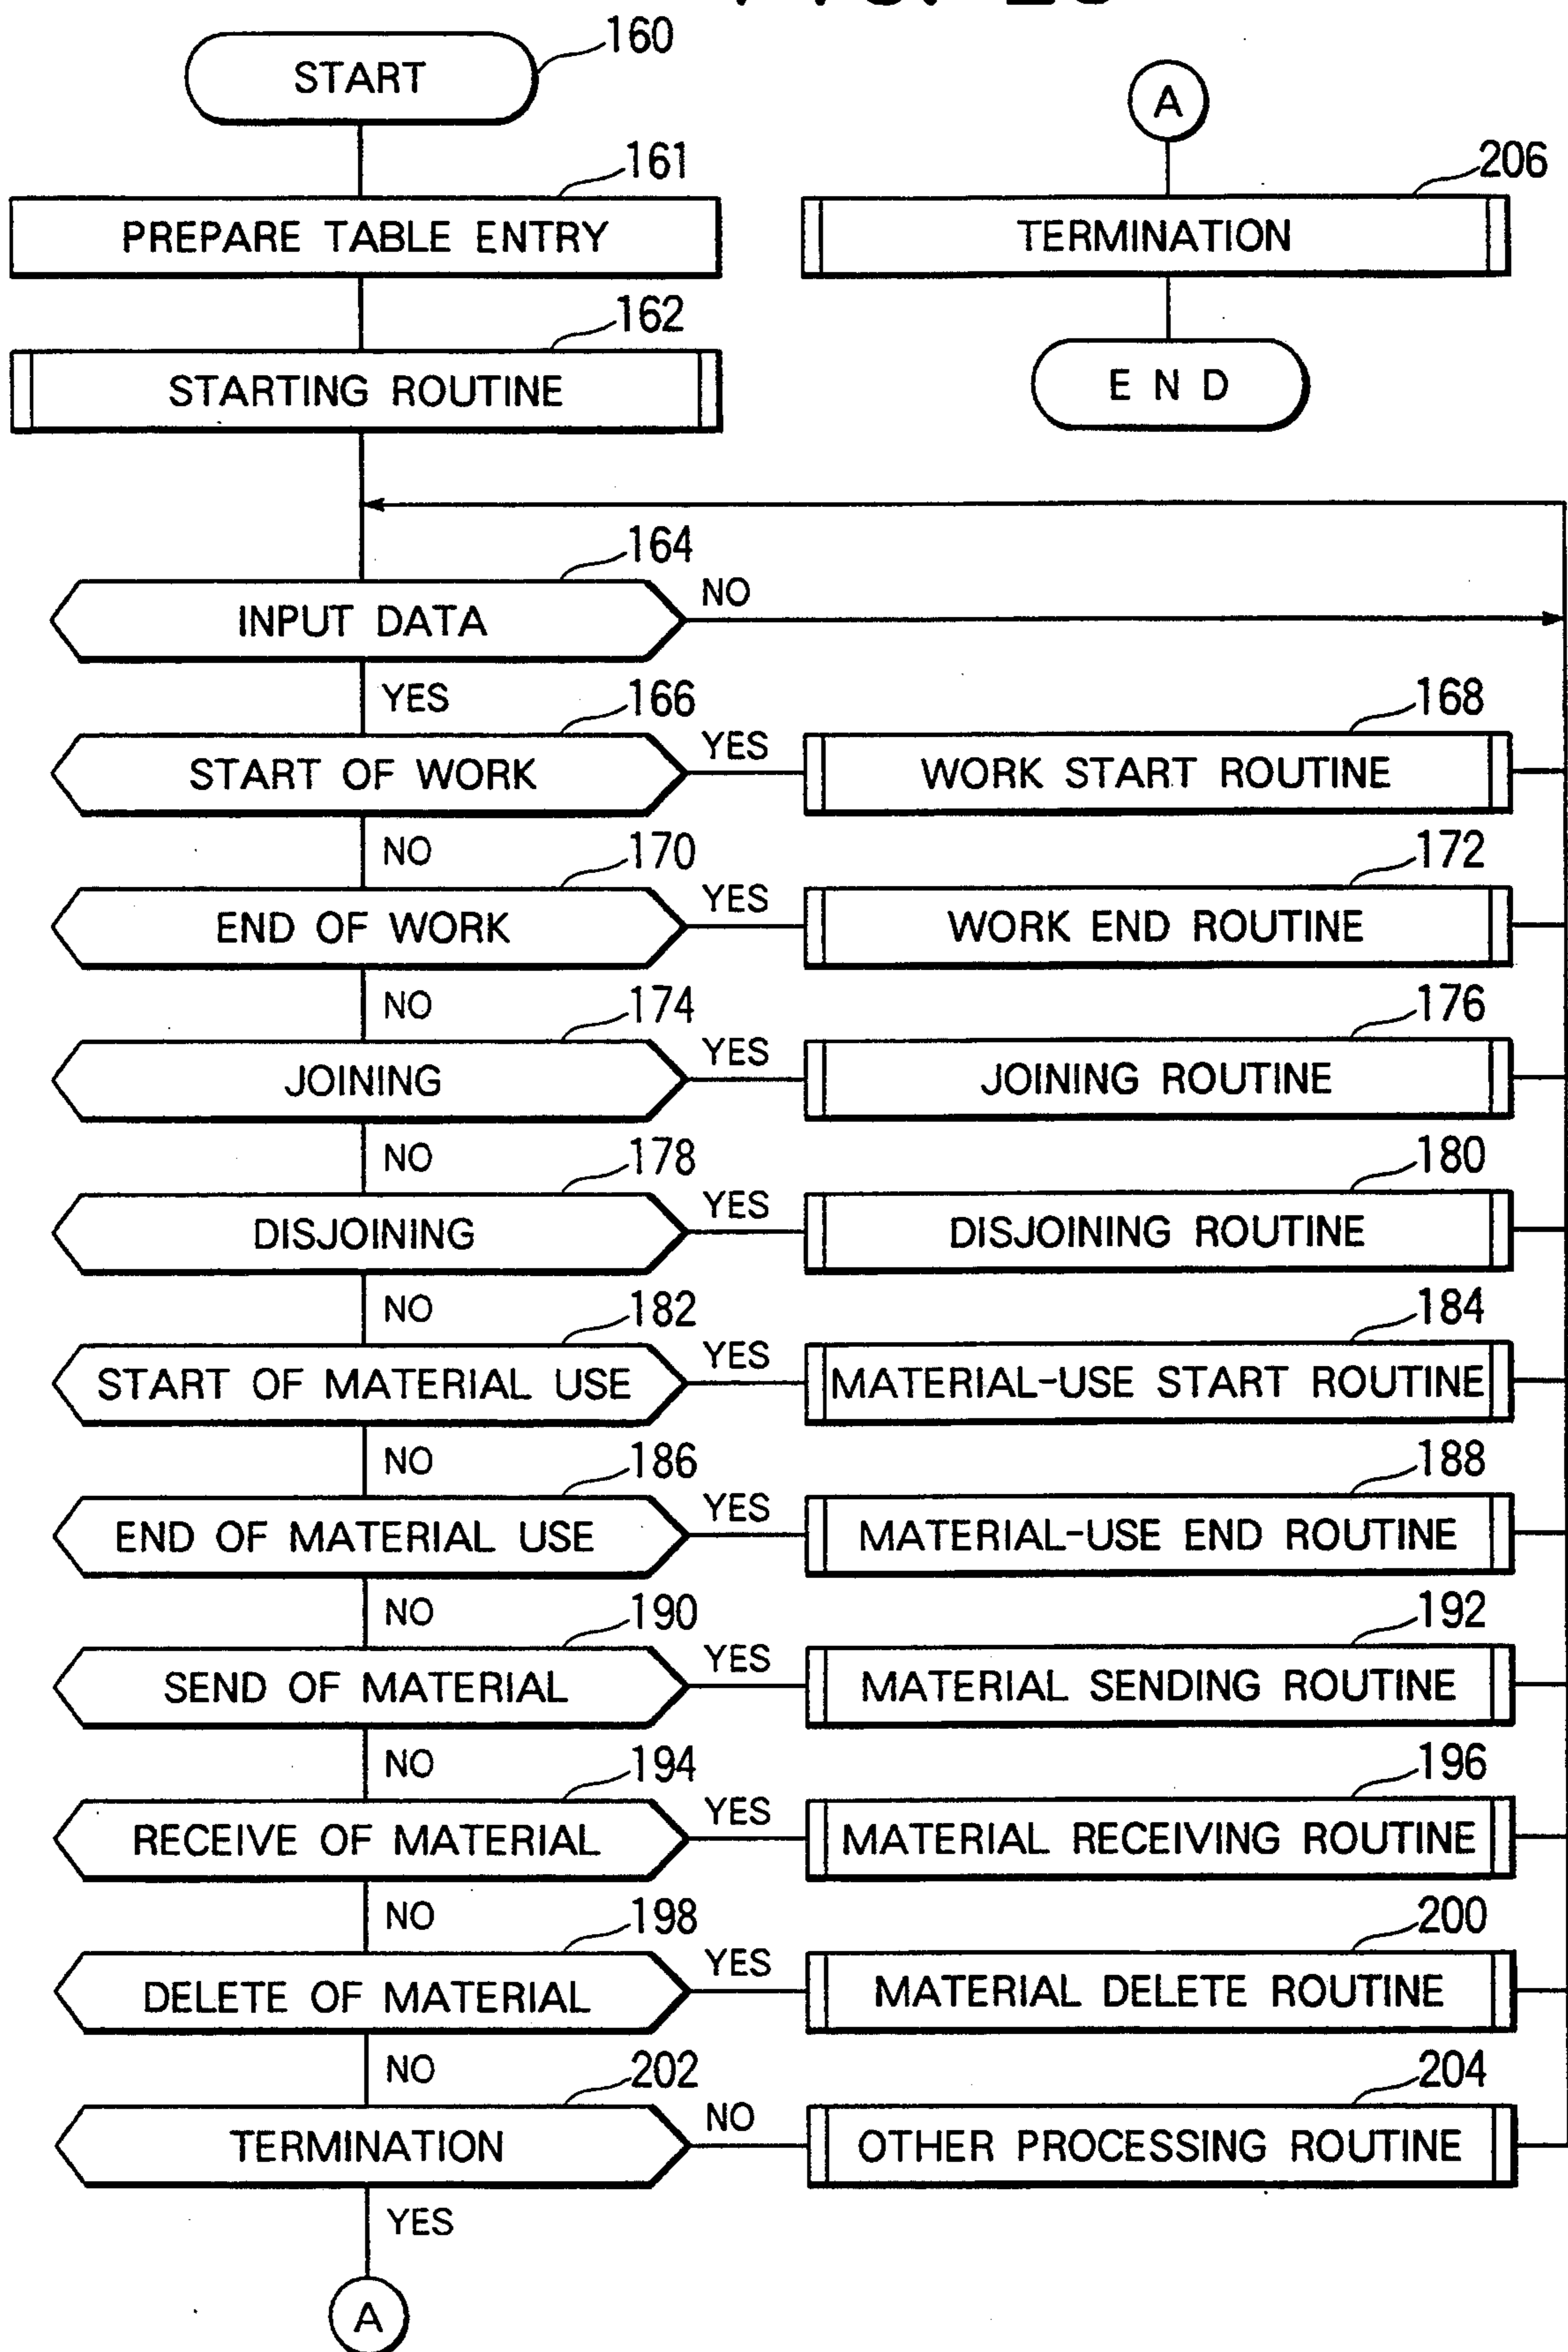 START
160
A
161
206
PREPARE TABLE ENTRY
TERMINATION
162
STARTING ROUTINE
E N D
164
INPUT DATA
NO
YES
166
168
START OF WORK
YES
WORK START ROUTINE
NO
170
172
END OF WORK
YES
WORK END ROUTINE
NO
174
176
JOINING
YES
JOINING ROUTINE
NO
178
180
DISJOINING
YES
DISJOINING ROUTINE
NO
182
184
START OF MATERIAL USE
YES
MATERIAL-USE START ROUTINE
NO
186
188
END OF MATERIAL USE
YES
MATERIAL-USE END ROUTINE
NO
190
192
SEND OF MATERIAL
YES
MATERIAL SENDING ROUTINE
NO
194
196
RECEIVE OF MATERIAL
YES
MATERIAL RECEIVING ROUTINE
NO
198
200
DELETE OF MATERIAL
YES
MATERIAL DELETE ROUTINE
NO
202
204
TERMINATION
NO
OTHER PROCESSING ROUTINE
YES
A